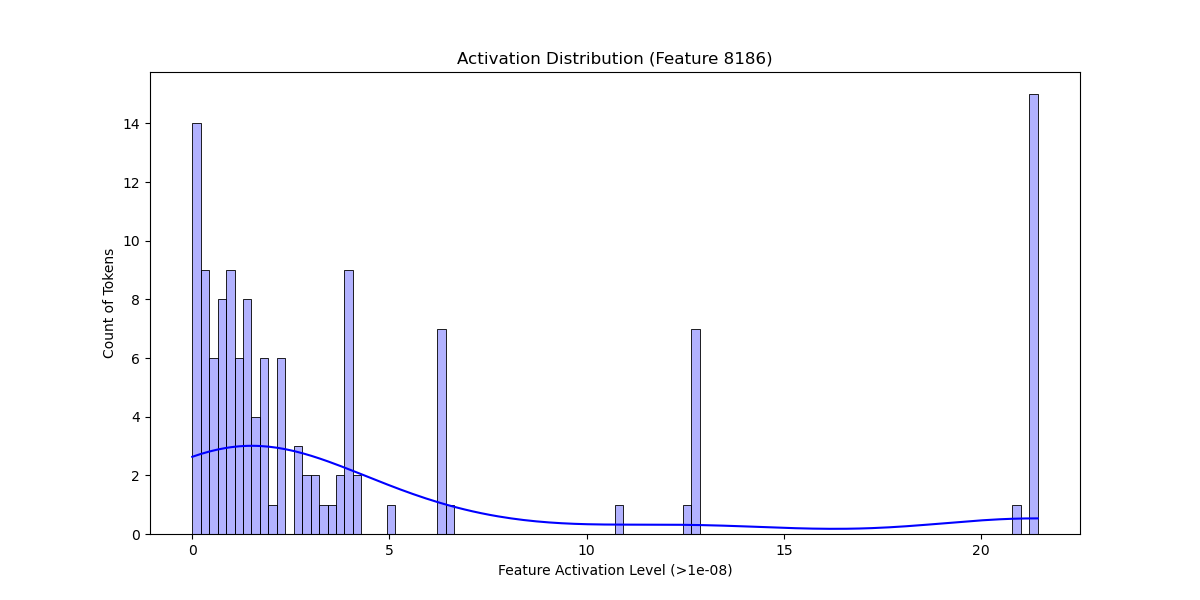 Activation Distribution (Feature 8186)
14
12
10
8
6
4
2
0
Count of Tokens
0 5 10 15 20
Feature Activation Level (>1e-08)